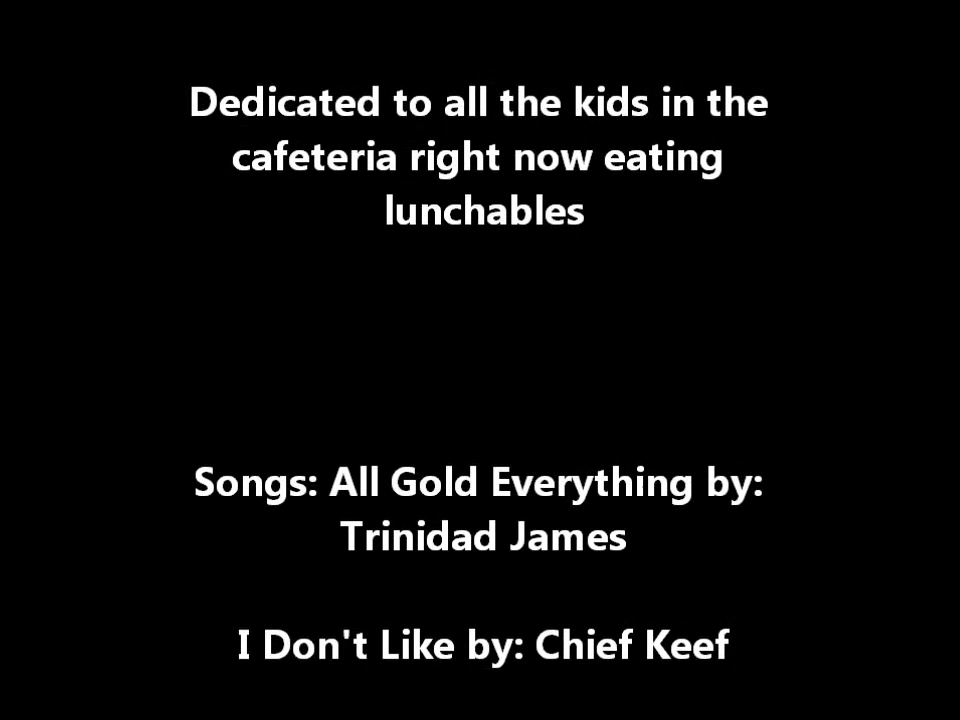 Dedicated to all the kids in the
cafeteria right now eating
lunchables
Songs: All Gold Everything by:
Trinidad James
I Don't Like by: Chief Keef